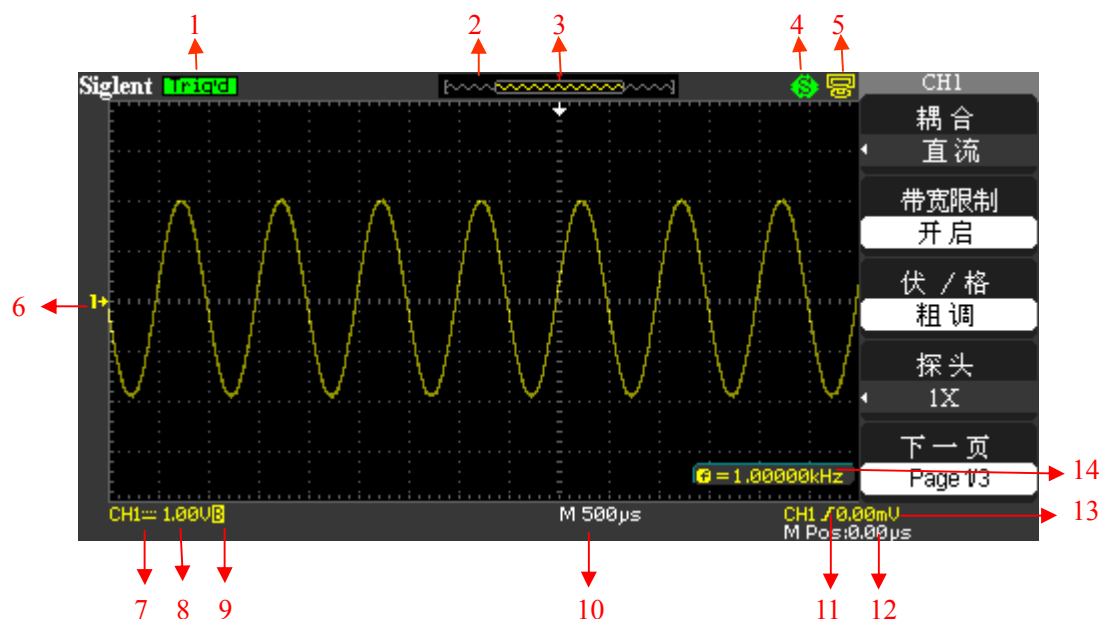 1 2 3 4 5
Siglent Trig'd S CH1
耦合
直流
带宽限制
开启
伏/格
粗调
6 1
探头
1X
下一页
f=1.00000kHz Page 1/3 14
CH1 1.00V B M 500μs CH1 0.00mV 13
M Pos:0.00μs
7 8 9 10 11 12